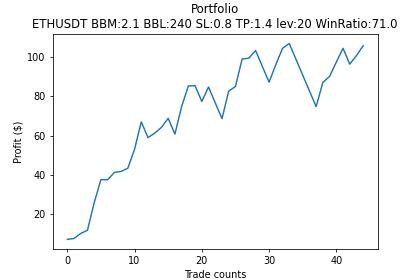 Portfolio
ETHUSDT BBM:2.1 BBL:240 SL:0.8 TP:1.4 lev:20 WinRatio:71.0
100
80
60
40
20
Profit ($)
0
10
20
30
40
Trade counts